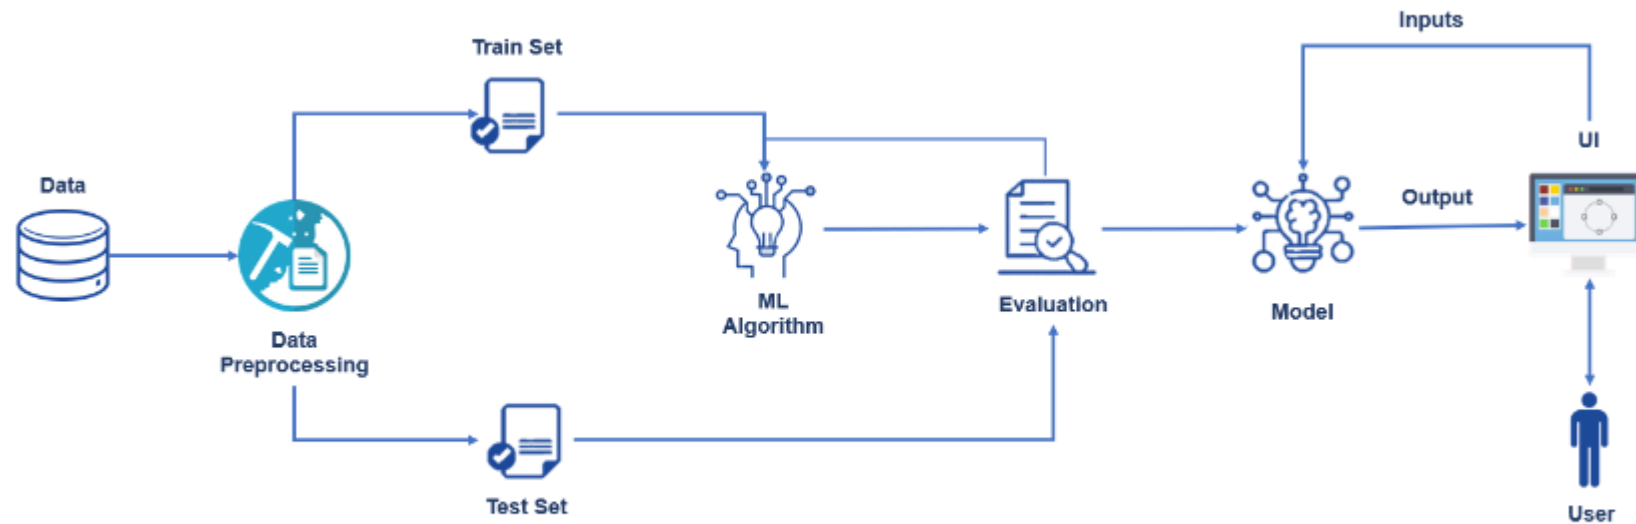 Inputs
Train Set
UI
Data
Output
ML
Algorithm
Evaluation
Model
Data
Preprocessing
Test Set
User